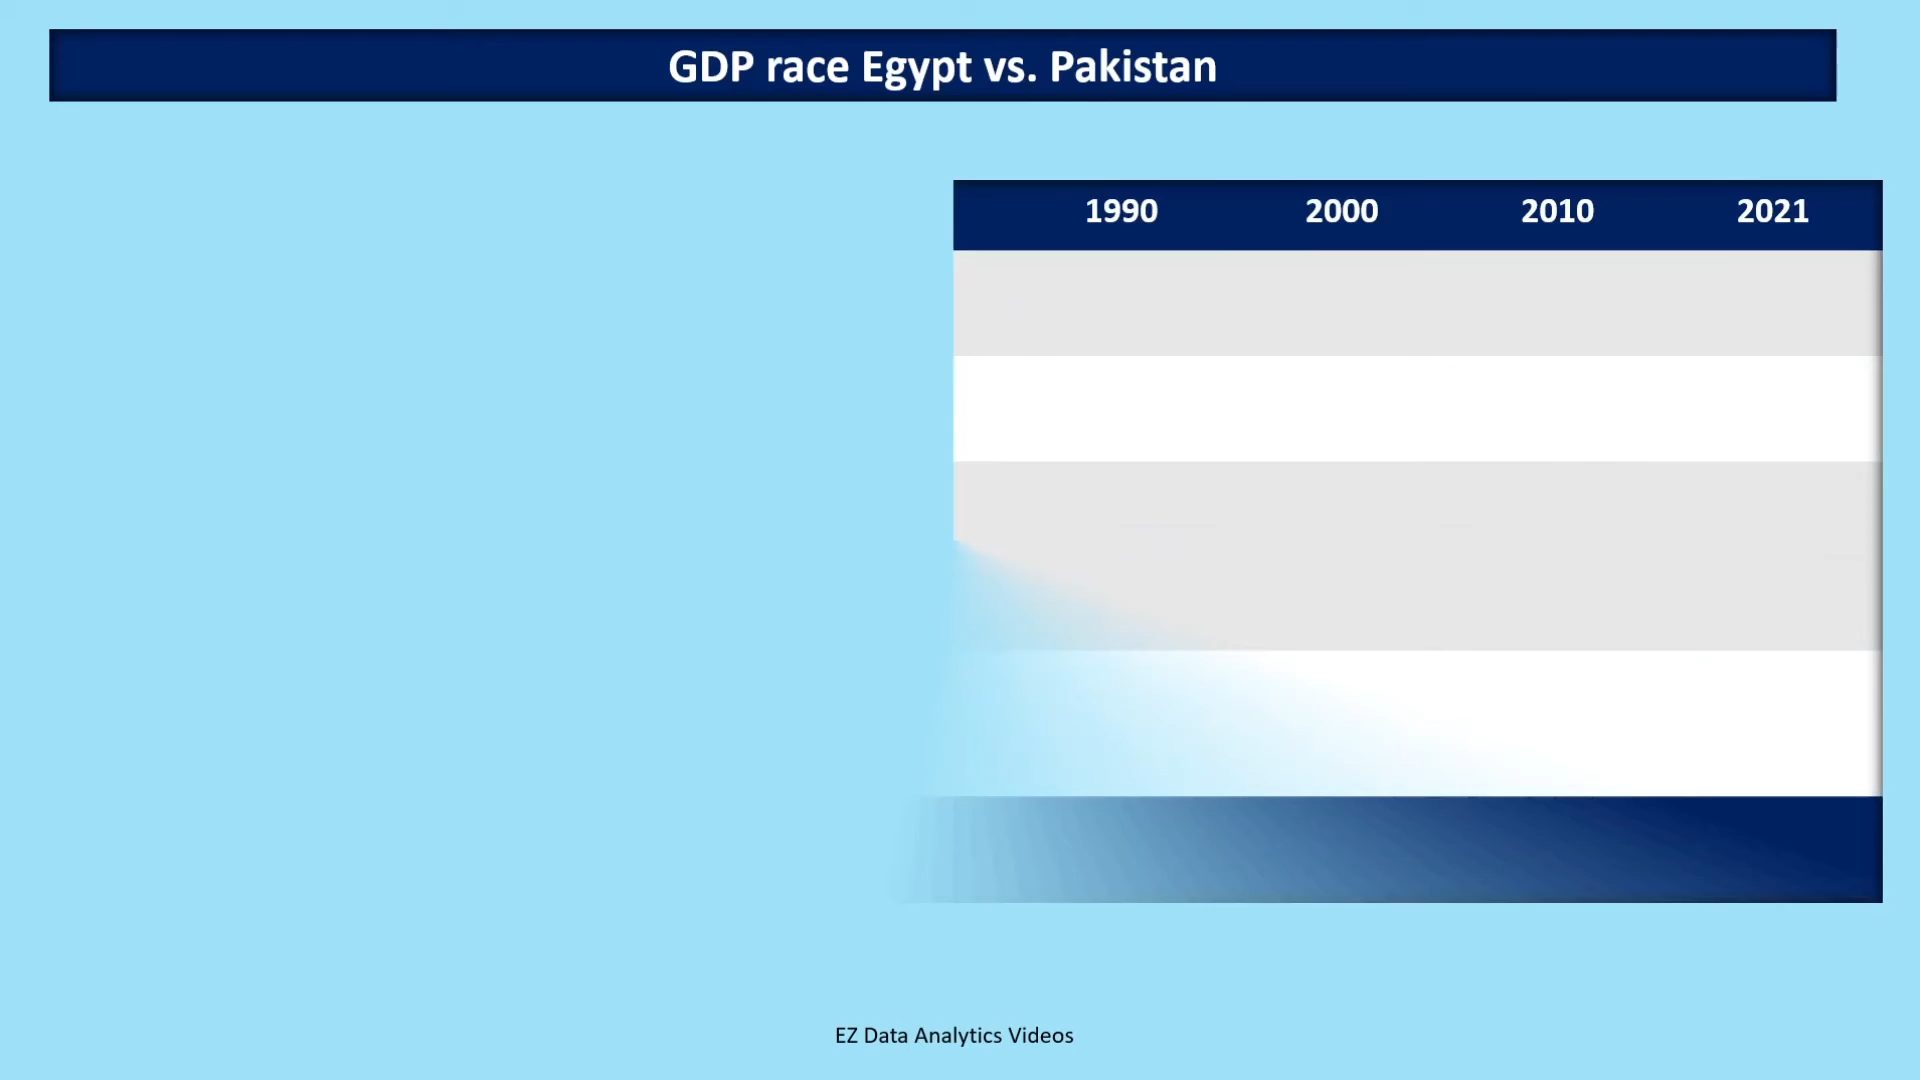 GDP race Egypt vs. Pakistan
1990 2000 2010 2021
EZ Data Analytics Videos